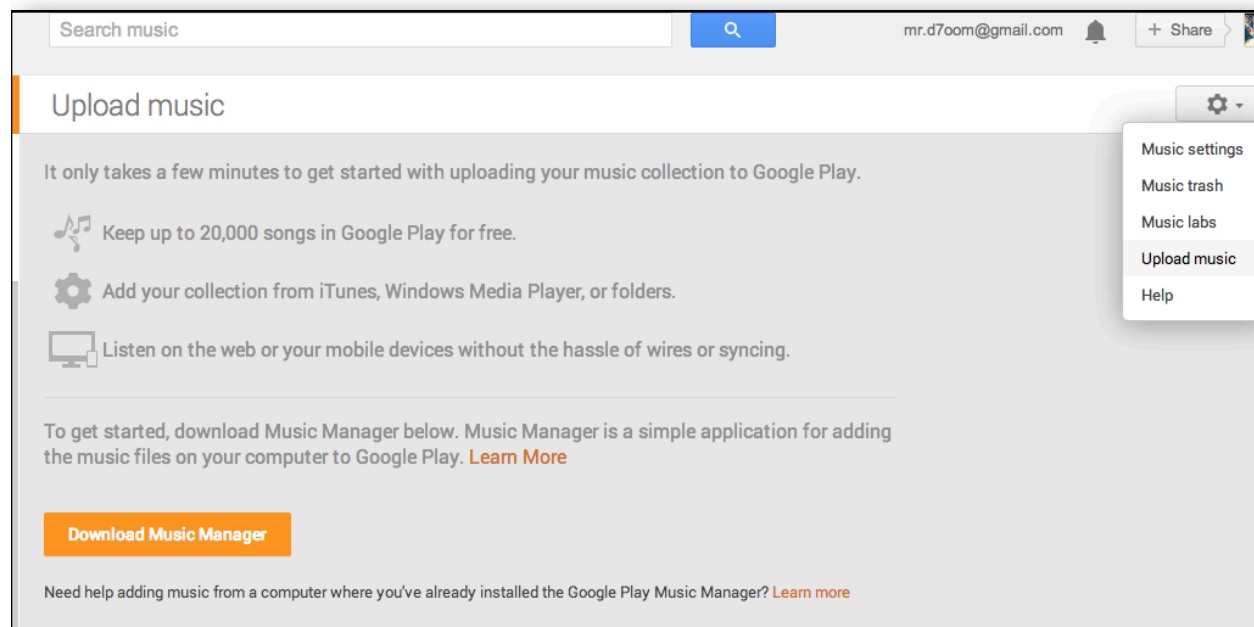 Search music
mr.d7oom@gmail.com
+ Share
Upload music
Music settings
Music trash
Music labs
Upload music
Help
It only takes a few minutes to get started with uploading your music collection to Google Play.
Keep up to 20,000 songs in Google Play for free.
Add your collection from iTunes, Windows Media Player, or folders.
Listen on the web or your mobile devices without the hassle of wires or syncing.
To get started, download Music Manager below. Music Manager is a simple application for adding
the music files on your computer to Google Play. Learn More
Download Music Manager
Need help adding music from a computer where you've already installed the Google Play Music Manager? Learn more